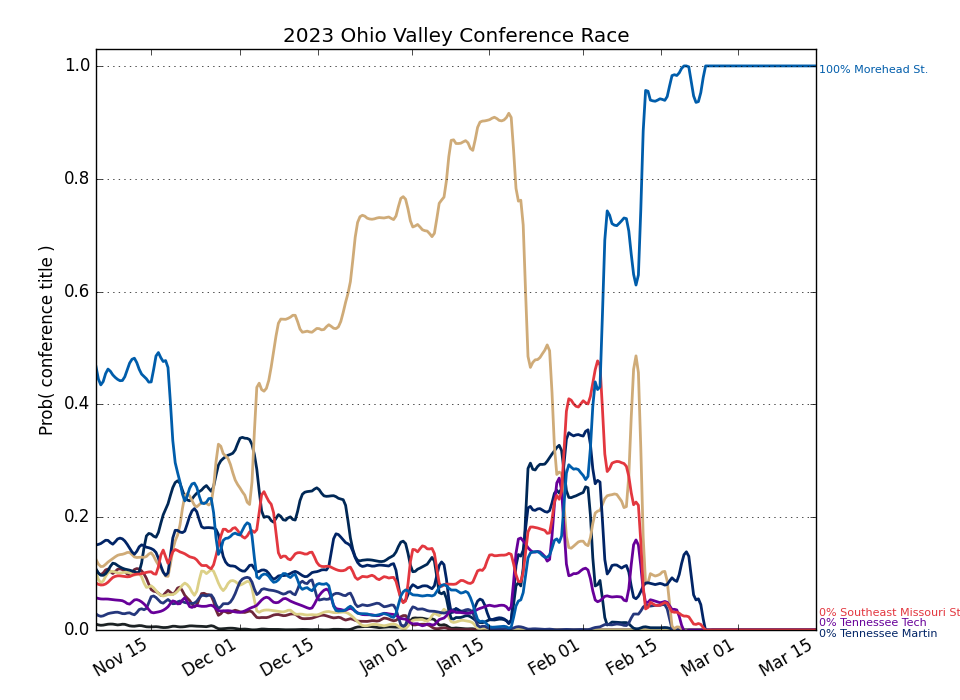 2023 Ohio Valley Conference Race
1.0
0.8
0.6
0.4
0.2
0.0
Prob( conference title )
Nov 15
Dec 01
Dec 15
Jan 01
Jan 15
Feb 01
Feb 15
Mar 01
Mar 15
100% Morehead St.
0% Southeast Missouri St
0% Tennessee Tech
0% Tennessee Martin